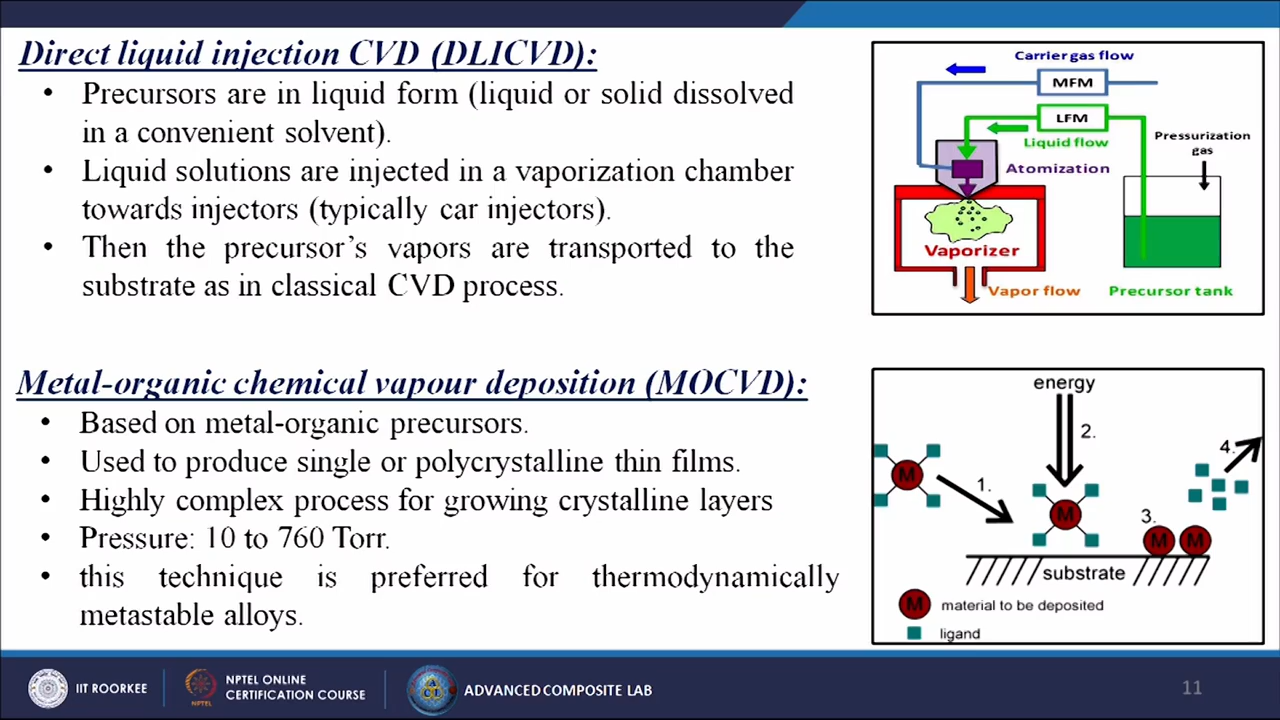 Direct liquid injection CVD (DLICVD):
• Precursors are in liquid form (liquid or solid dissolved
in a convenient solvent).
• Liquid solutions are injected in a vaporization chamber
towards injectors (typically car injectors).
• Then the precursor's vapors are transported to the
substrate as in classical CVD process.
Carrier gas flow
MFM
LFM
Liquid flow
Pressurization
gas
Atomization
Vaporizer
Vapor flow
Precursor tank
Metal-organic chemical vapour deposition (MOCVD):
• Based on metal-organic precursors.
• Used to produce single or polycrystalline thin films.
• Highly complex process for growing crystalline layers
• Pressure: 10 to 760 Torr.
• this technique is preferred for thermodynamically
metastable alloys.
energy
2.
4.
M
1.
M
3.
M M
substrate
M material to be deposited
ligand
IIT ROORKEE
NPTEL
NPTEL ONLINE
CERTIFICATION COURSE
ACL
ADVANCED COMPOSITE LAB
11